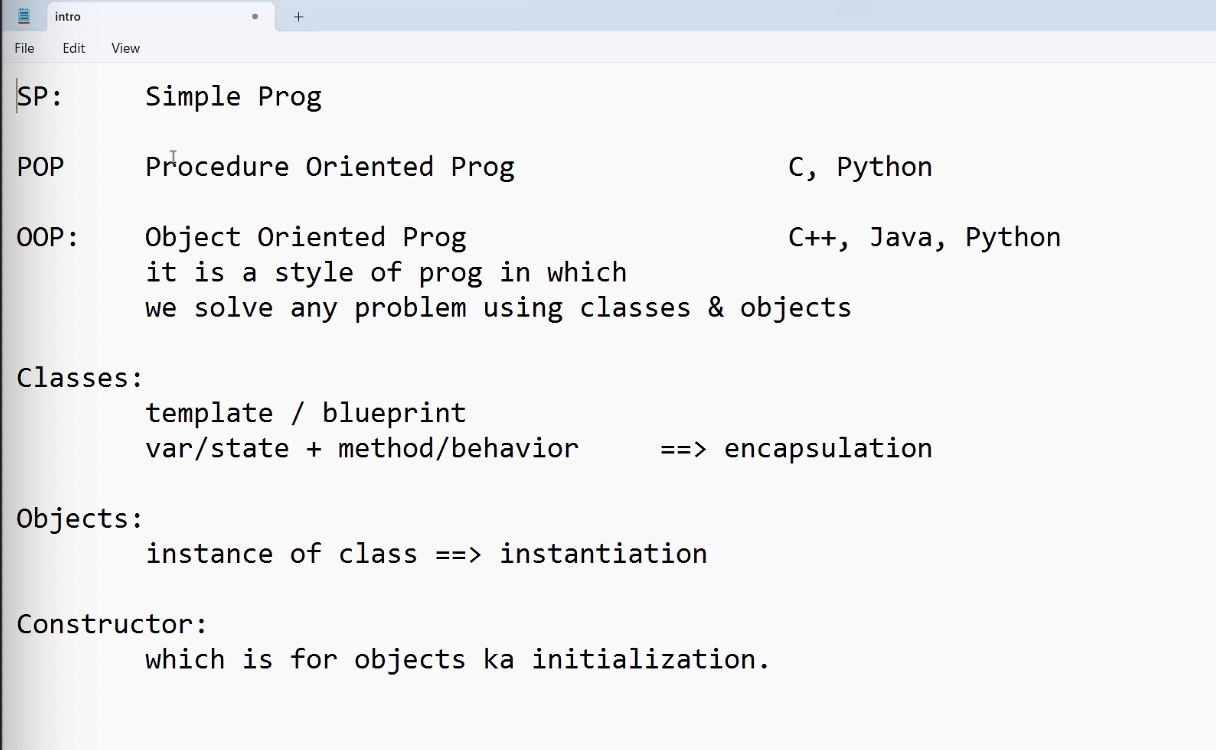 intro
File Edit View
SP: Simple Prog
POP Procedure Oriented Prog C, Python
OOP: Object Oriented Prog C++, Java, Python
it is a style of prog in which
we solve any problem using classes & objects
Classes:
template / blueprint
var/state + method/behavior ==> encapsulation
Objects:
instance of class ==> instantiation
Constructor:
which is for objects ka initialization.